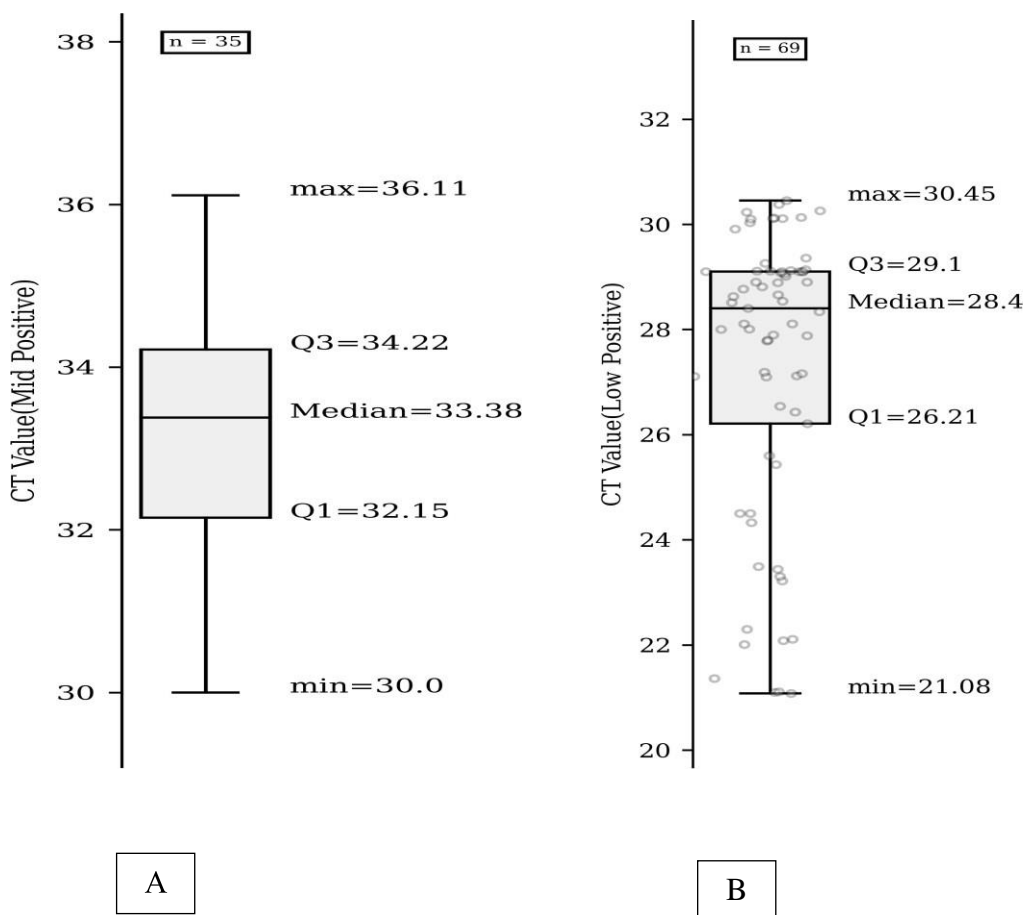 n = 35
CT Value(Mid Positive)
38
36
34
32
30
max=36.11
Q3=34.22
Median=33.38
Q1=32.15
min=30.0
A
n = 69
CT Value(Low Positive)
32
30
28
26
24
22
20
max=30.45
Q3=29.1
Median=28.4
Q1=26.21
min=21.08
B